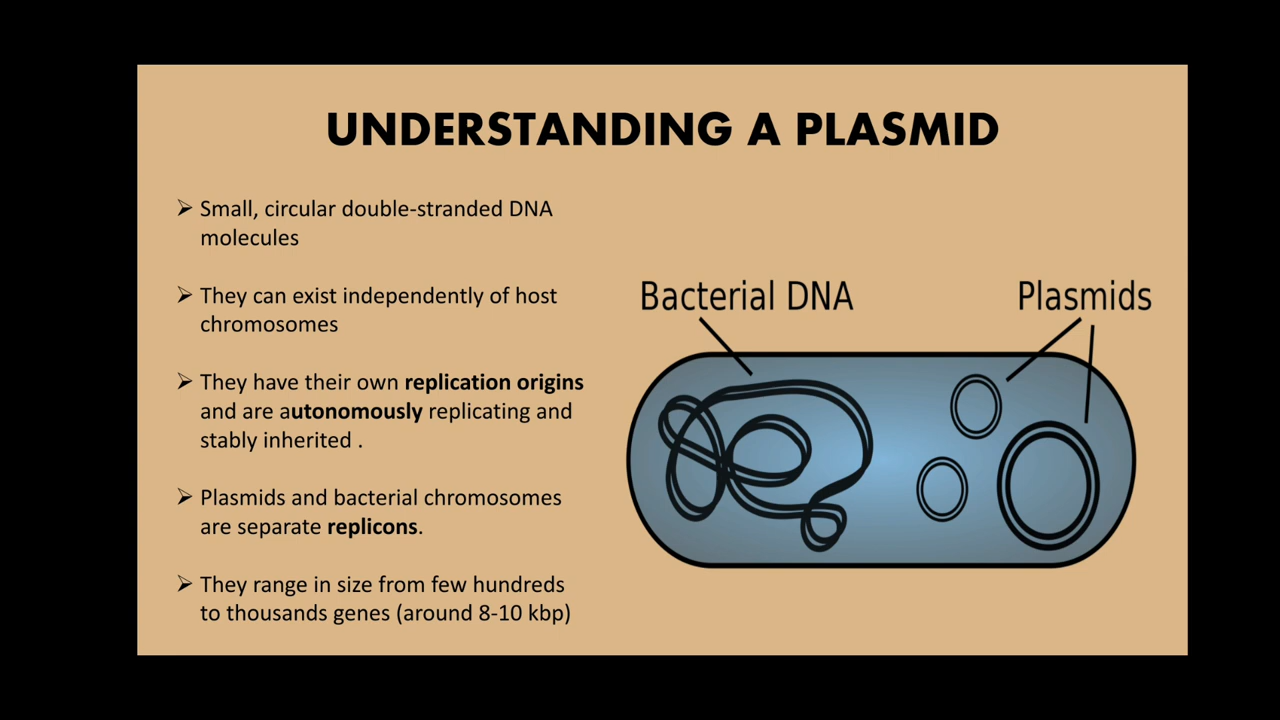 UNDERSTANDING A PLASMID
➢ Small, circular double-stranded DNA
molecules
➢ They can exist independently of host
chromosomes
➢ They have their own replication origins
and are autonomously replicating and
stably inherited .
➢ Plasmids and bacterial chromosomes
are separate replicons.
➢ They range in size from few hundreds
to thousands genes (around 8-10 kbp)
Bacterial DNA
Plasmids